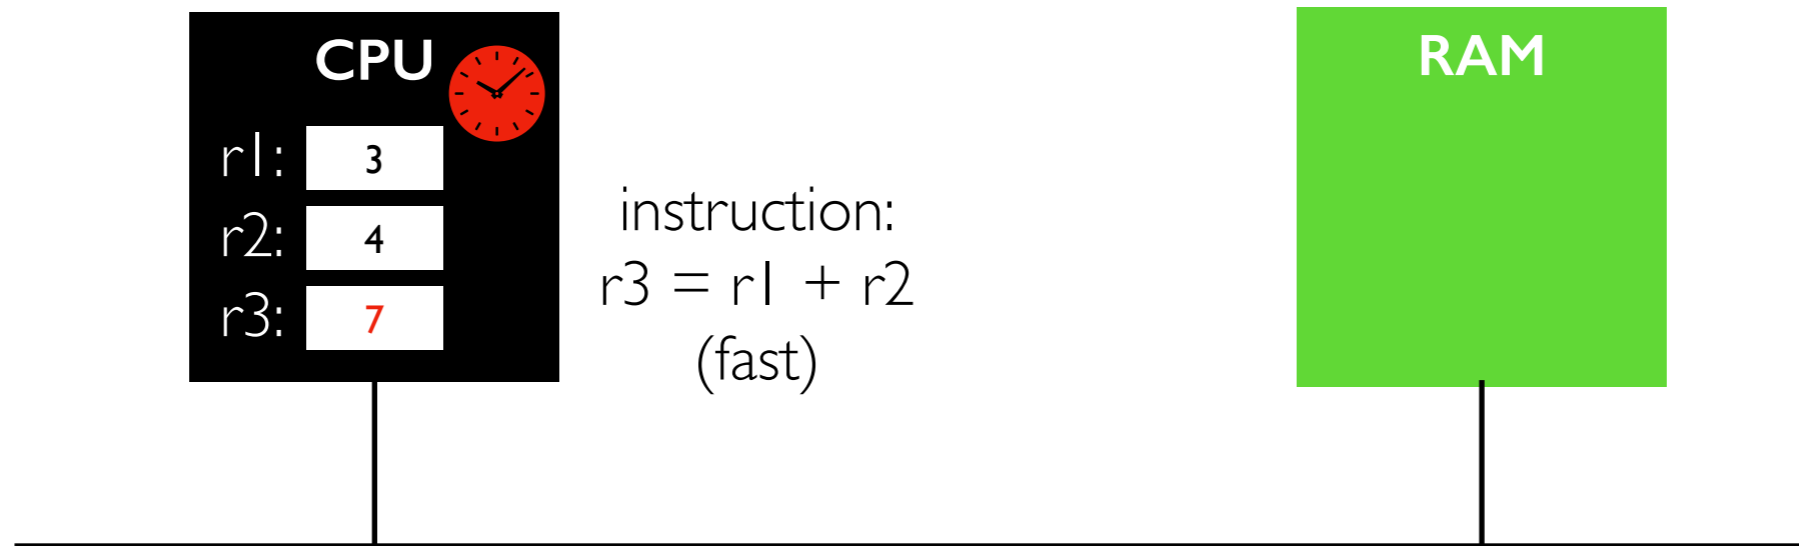 CPU
r1: 3
r2: 4
r3: 7
instruction:
r3 = r1 + r2
(fast)
RAM